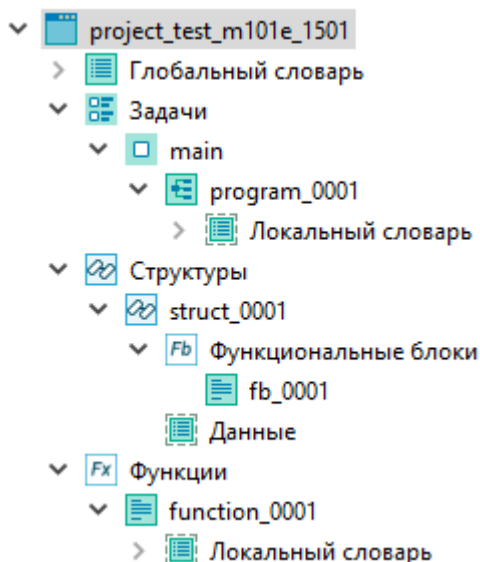 project_test_m101e_1501
Глобальный словарь
Задачи
main
program_0001
Локальный словарь
Структуры
struct_0001
Fb Функциональные блоки
fb_0001
Данные
Fx Функции
function_0001
Локальный словарь